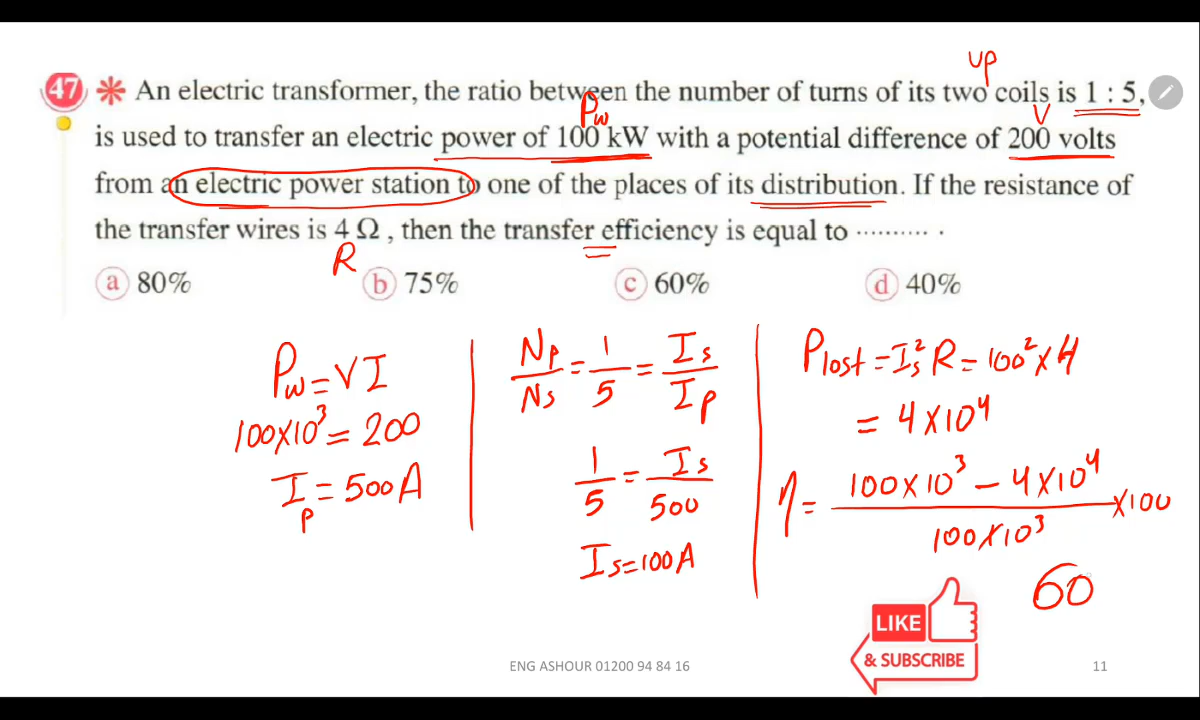 up
47 * An electric transformer, the ratio between the number of turns of its two coils is 1 : 5,
Pw
V
is used to transfer an electric power of 100 kW with a potential difference of 200 volts
from an electric power station to one of the places of its distribution. If the resistance of
the transfer wires is 4 Ω , then the transfer efficiency is equal to .......... .
R
a 80% b 75% c 60% d 40%
Pw = VI
100×10³ = 200
Ip = 500 A
Np/Ns = 1/5 = Is/Ip
1/5 = Is/500
Is = 100 A
Plost = Is² R = 100² × 4
= 4×10⁴
η = (100×10³ − 4×10⁴)/(100×10³) ×100
60
LIKE
& SUBSCRIBE
ENG ASHOUR 01200 94 84 16
11